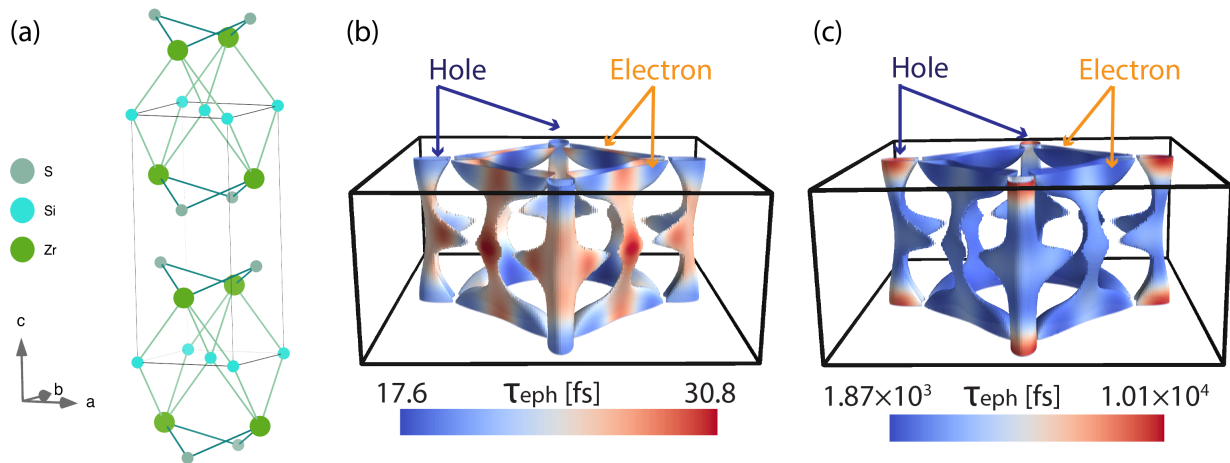 (a)
S
Si
Zr
c
b
a
(b)
Hole
Electron
17.6 τeph [fs] 30.8
(c)
Hole
Electron
1.87×10³ τeph [fs] 1.01×10⁴